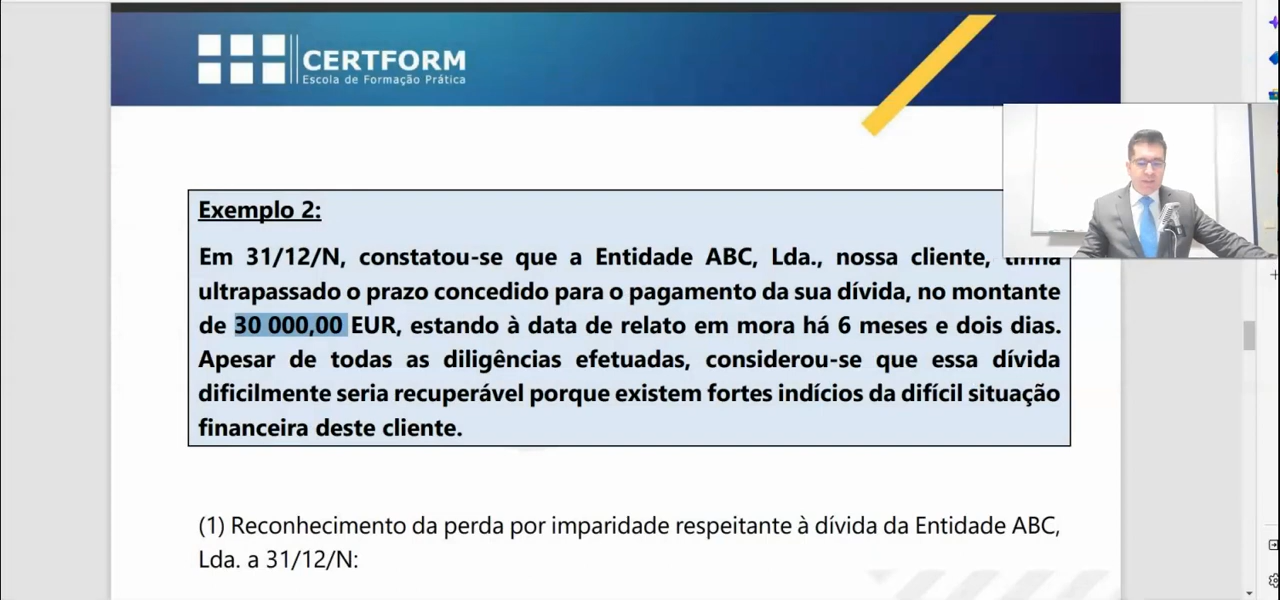 CERTFORM
Escola de Formação Prática
Exemplo 2:
Em 31/12/N, constatou-se que a Entidade ABC, Lda., nossa cliente, tinha
ultrapassado o prazo concedido para o pagamento da sua dívida, no montante
de 30 000,00 EUR, estando à data de relato em mora há 6 meses e dois dias.
Apesar de todas as diligências efetuadas, considerou-se que essa dívida
dificilmente seria recuperável porque existem fortes indícios da difícil situação
financeira deste cliente.
(1) Reconhecimento da perda por imparidade respeitante à dívida da Entidade ABC,
Lda. a 31/12/N: